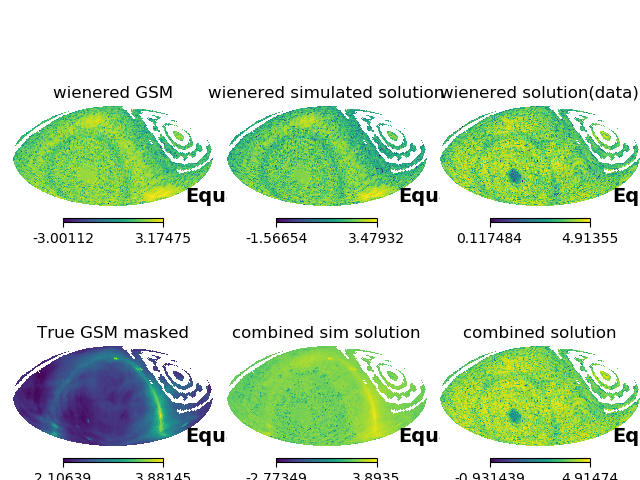 wienered GSM
wienered simulated solution
wienered solution(data)
Equ
Equ
Eq
-3.00112 3.17475
-1.56654 3.47932
0.117484 4.91355
True GSM masked
combined sim solution
combined solution
Equ
Equ
Eq
2.10639 3.88145
-2.77349 3.8935
-0.931439 4.91474